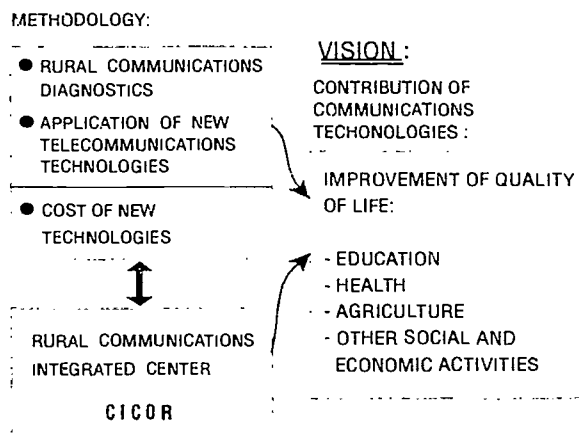 METHODOLOGY:
● RURAL COMMUNICATIONS
DIAGNOSTICS
● APPLICATION OF NEW
TELECOMMUNICATIONS
TECHNOLOGIES
● COST OF NEW
TECHNOLOGIES
RURAL COMMUNICATIONS
INTEGRATED CENTER
CICOR
VISION :
CONTRIBUTION OF
COMMUNICATIONS
TECHONOLOGIES :
IMPROVEMENT OF QUALITY
OF LIFE:
- EDUCATION
- HEALTH
- AGRICULTURE
- OTHER SOCIAL AND
ECONOMIC ACTIVITIES